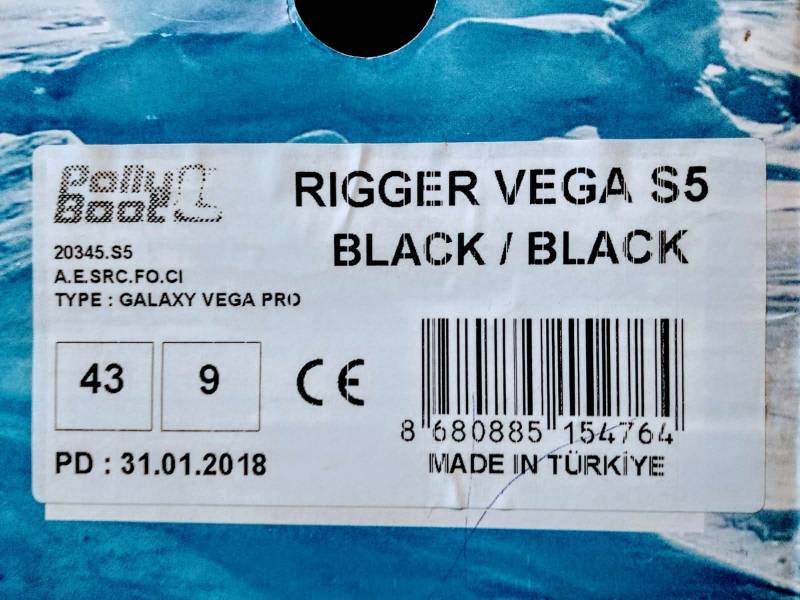 Polly
Boot
RIGGER VEGA S5
BLACK / BLACK
20345.S5
A.E.SRC.FO.CI
TYPE : GALAXY VEGA PRO
43 9
CE
8 680885 154764
PD : 31.01.2018
MADE IN TÜRKİYE